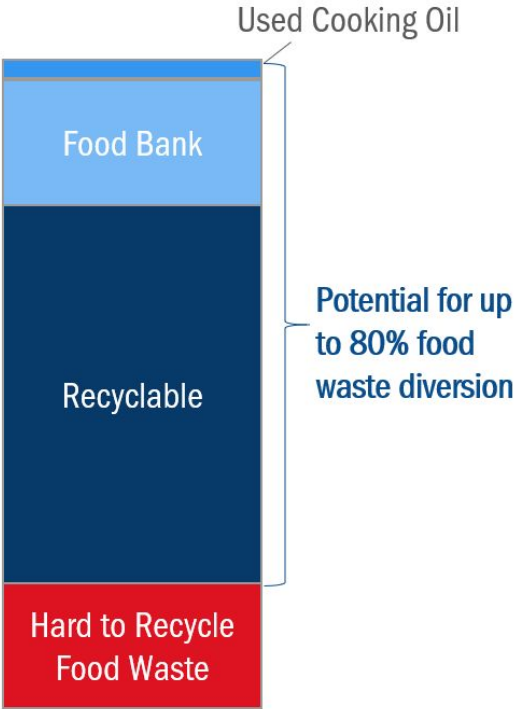 Used Cooking Oil
Food Bank
Potential for up
to 80% food
waste diversion
Recyclable
Hard to Recycle
Food Waste